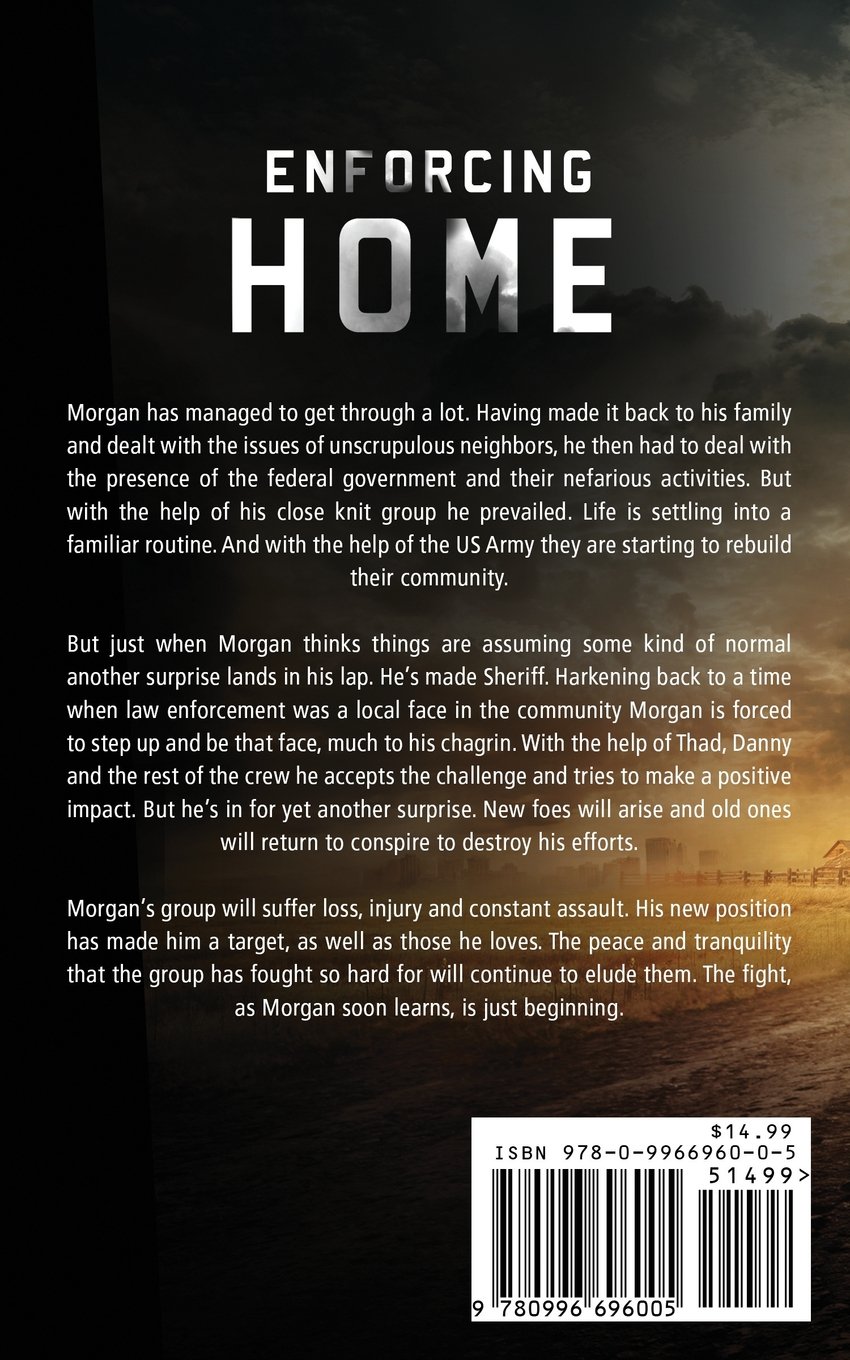 ENFORCING
HOME
Morgan has managed to get through a lot. Having made it back to his family
and dealt with the issues of unscrupulous neighbors, he then had to deal with
the presence of the federal government and their nefarious activities. But
with the help of his close knit group he prevailed. Life is settling into a
familiar routine. And with the help of the US Army they are starting to rebuild
their community.
But just when Morgan thinks things are assuming some kind of normal
another surprise lands in his lap. He’s made Sheriff. Harkening back to a time
when law enforcement was a local face in the community Morgan is forced
to step up and be that face, much to his chagrin. With the help of Thad, Danny
and the rest of the crew he accepts the challenge and tries to make a positive
impact. But he’s in for yet another surprise. New foes will arise and old ones
will return to conspire to destroy his efforts.
Morgan’s group will suffer loss, injury and constant assault. His new position
has made him a target, as well as those he loves. The peace and tranquility
that the group has fought so hard for will continue to elude them. The fight,
as Morgan soon learns, is just beginning.
$14.99
ISBN 978-0-9966960-0-5
51499>
9 780996 696005